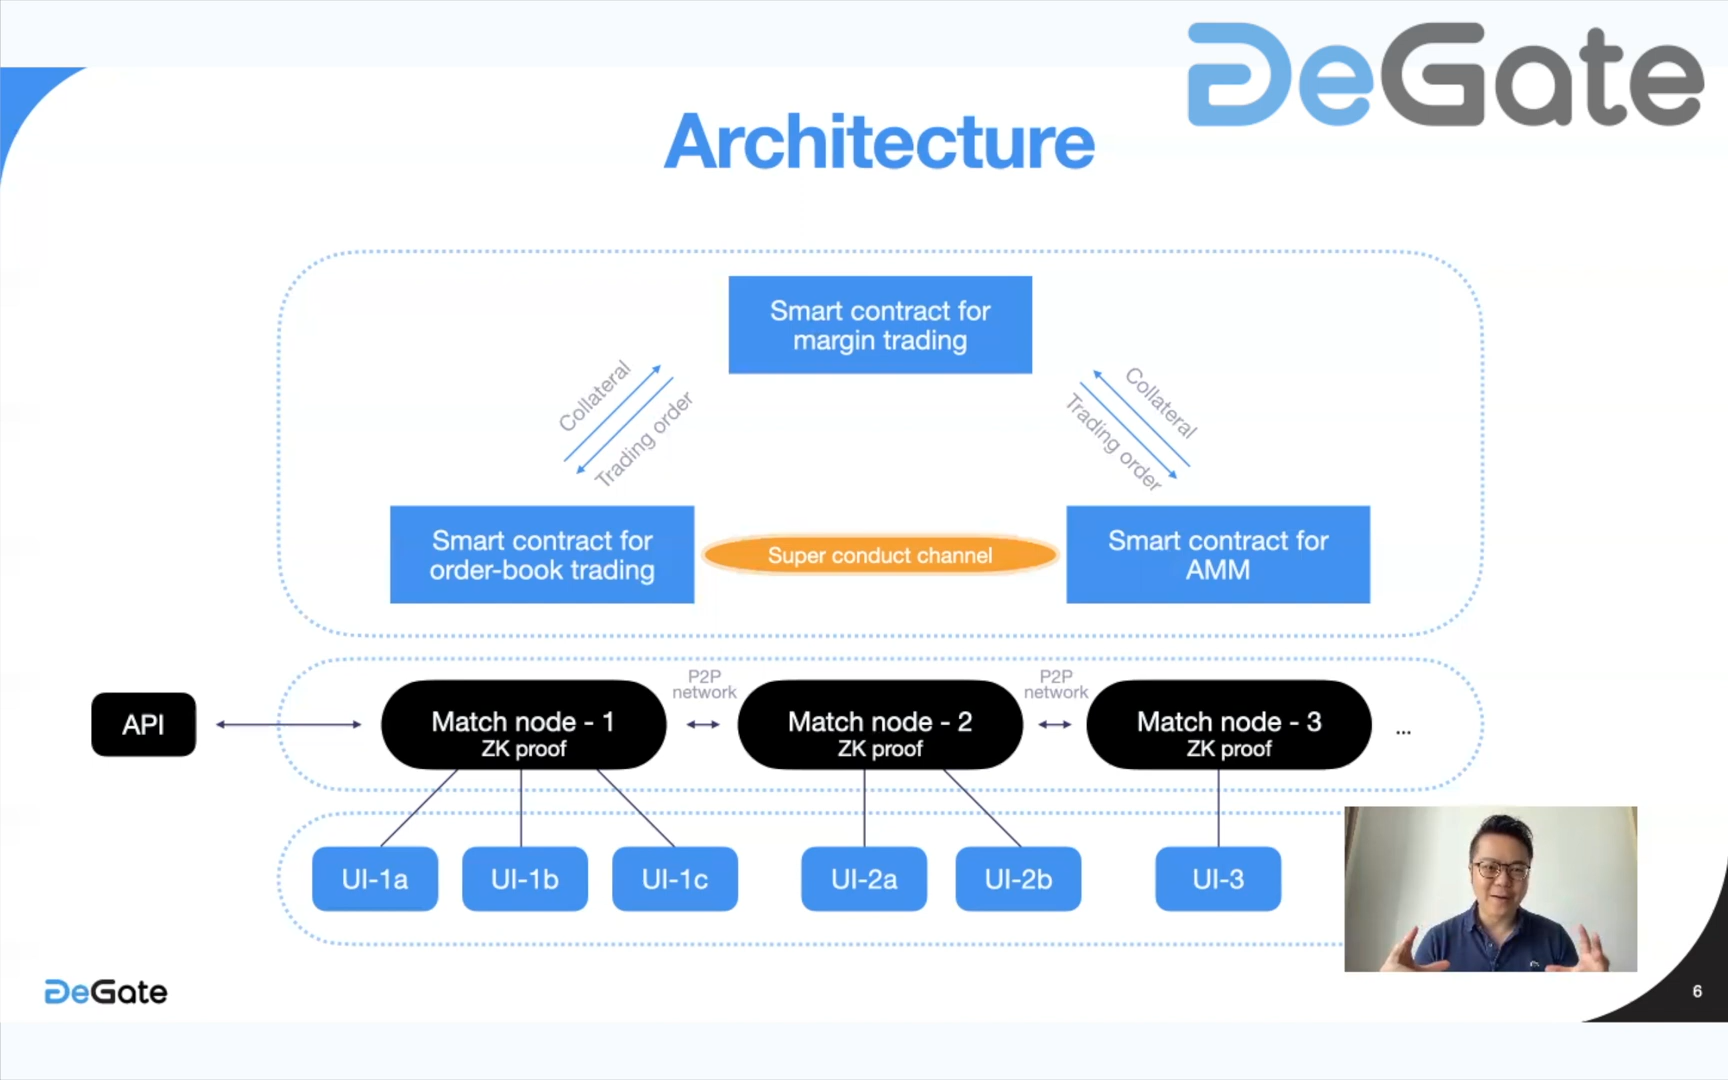 DeGate
Architecture
Smart contract for
margin trading
Collateral
Trading order
Collateral
Trading order
Smart contract for
order-book trading
Super conduct channel
Smart contract for
AMM
API
Match node - 1
ZK proof
P2P
network
Match node - 2
ZK proof
P2P
network
Match node - 3
ZK proof
...
UI-1a
UI-1b
UI-1c
UI-2a
UI-2b
UI-3
DeGate
6